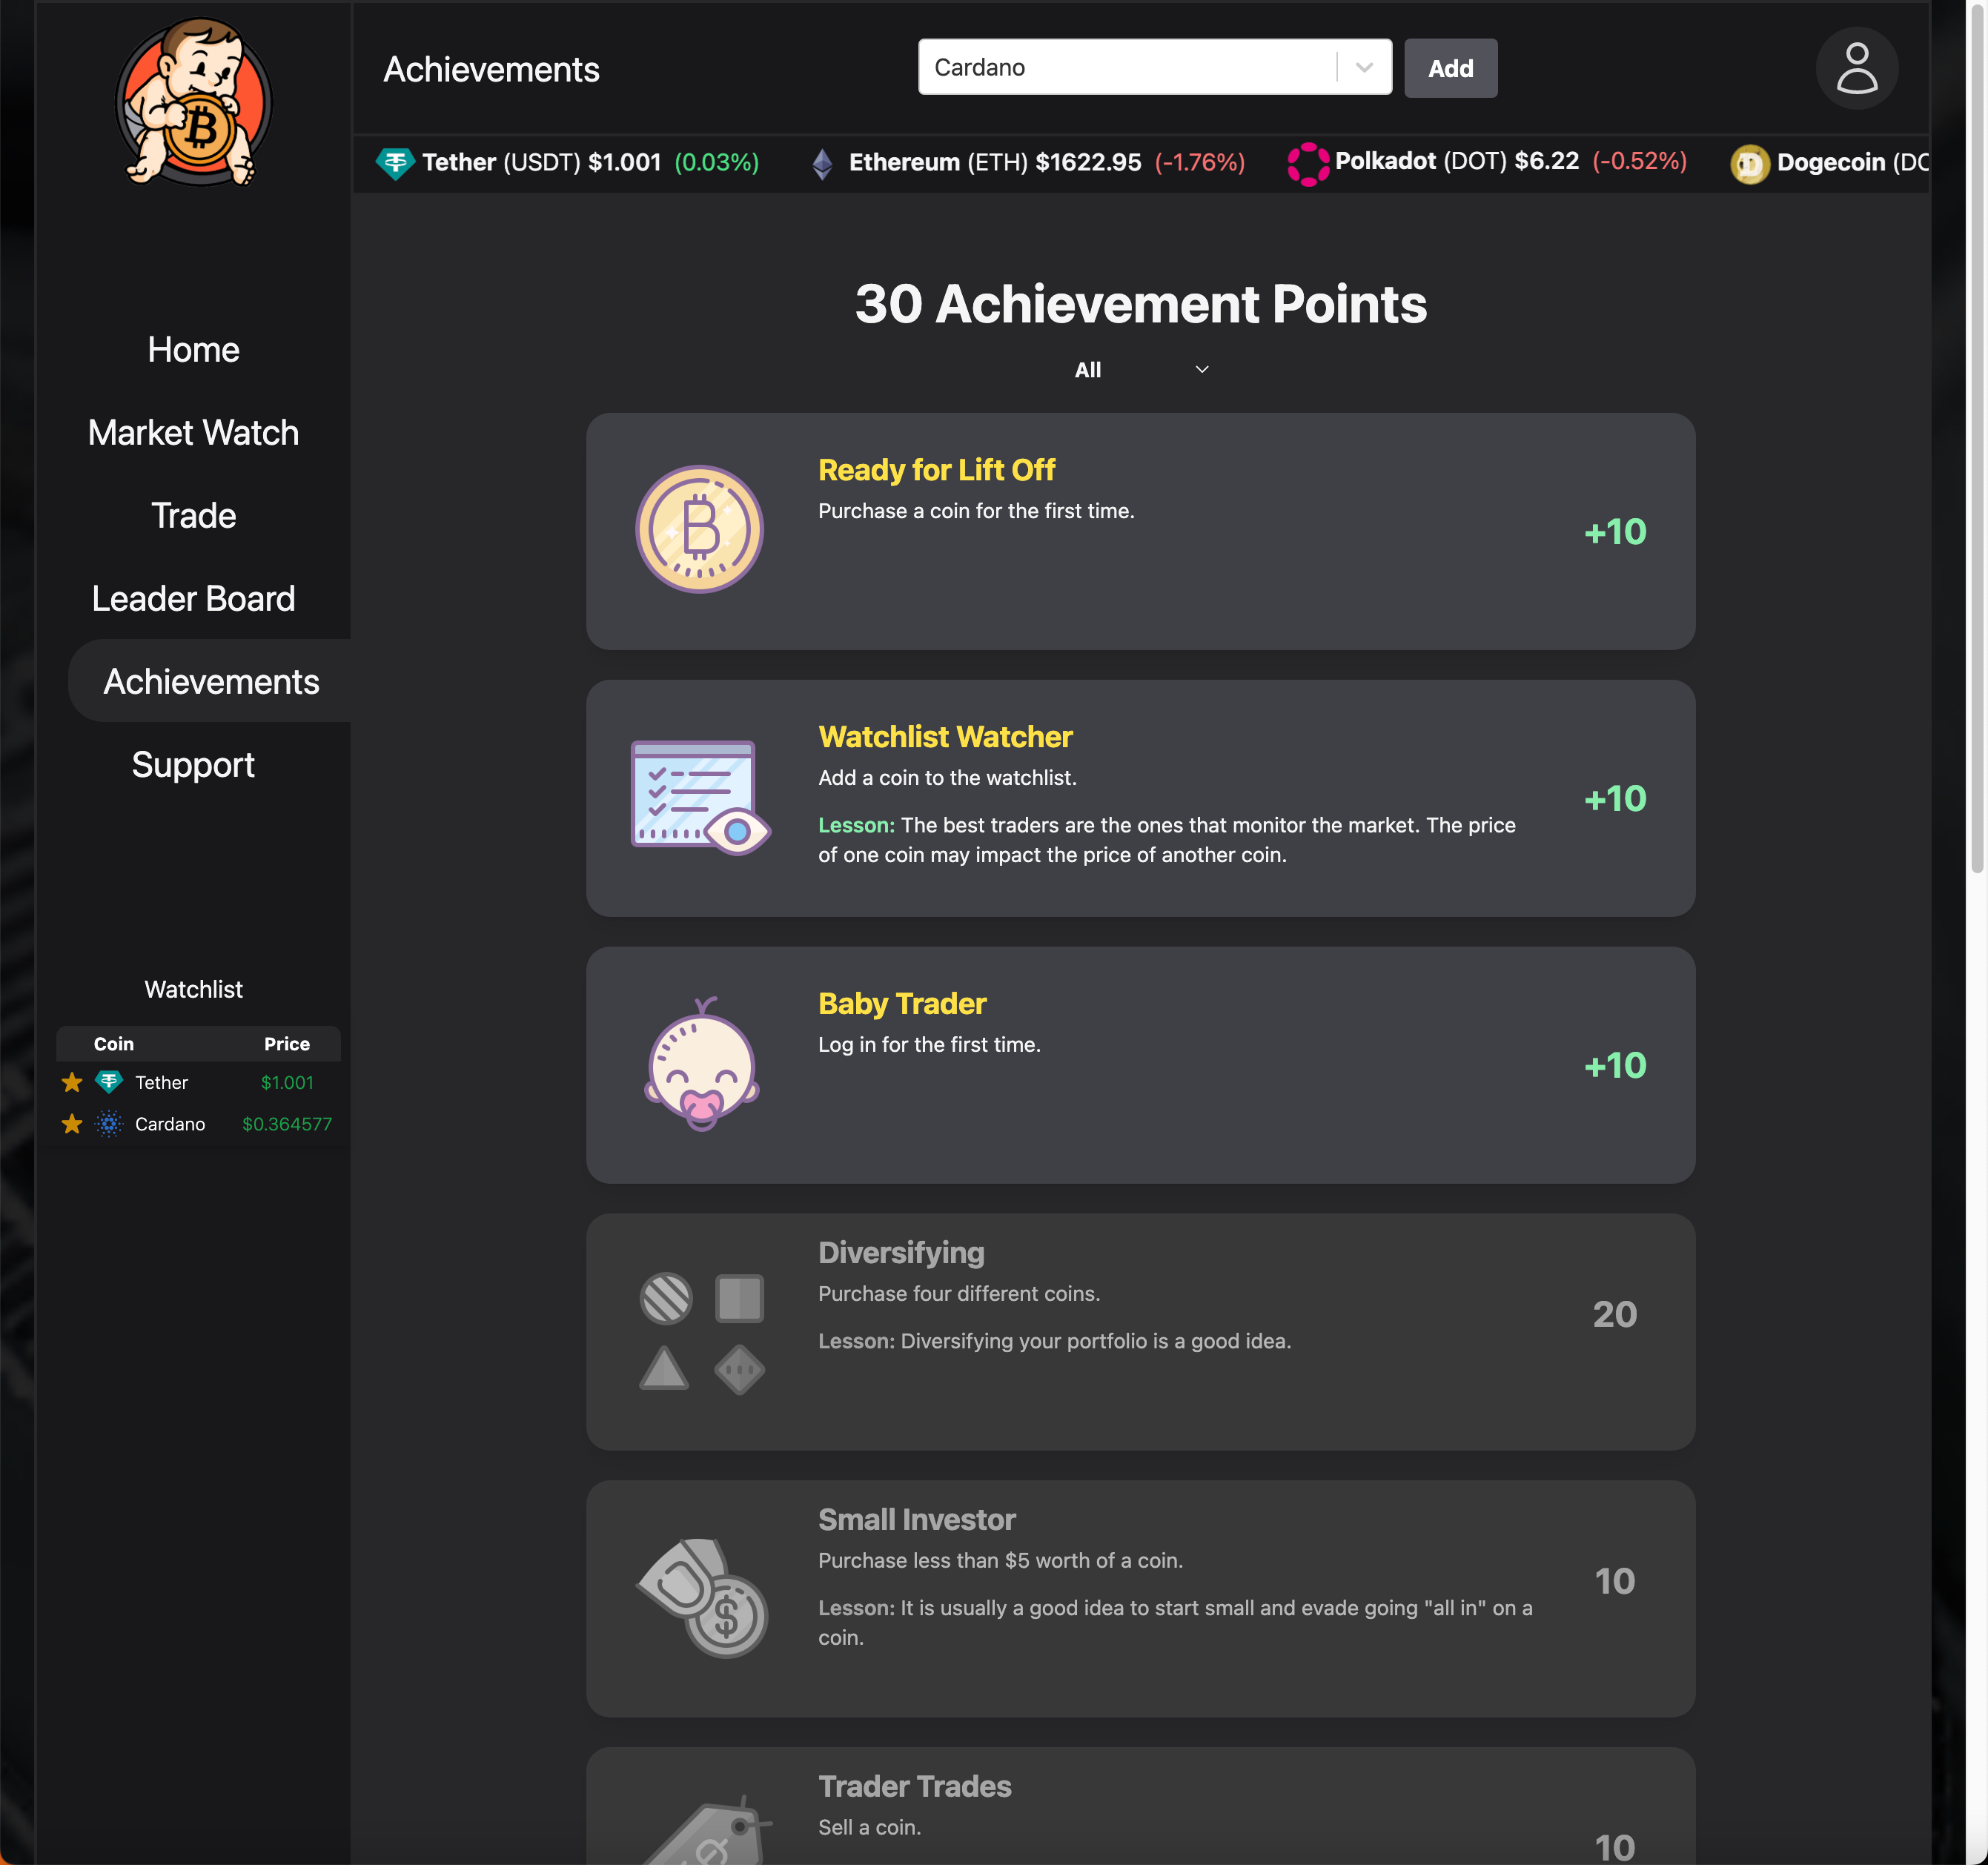 Achievements
Cardano
Add
Tether (USDT) $1.001 (0.03%)
Ethereum (ETH) $1622.95 (-1.76%)
Polkadot (DOT) $6.22 (-0.52%)
Dogecoin (DO
Home
Market Watch
Trade
Leader Board
Achievements
Support
Watchlist
Coin Price
Tether $1.001
Cardano $0.364577
30 Achievement Points
All
Ready for Lift Off
Purchase a coin for the first time.
+10
Watchlist Watcher
Add a coin to the watchlist.
Lesson: The best traders are the ones that monitor the market. The price
of one coin may impact the price of another coin.
+10
Baby Trader
Log in for the first time.
+10
Diversifying
Purchase four different coins.
Lesson: Diversifying your portfolio is a good idea.
20
Small Investor
Purchase less than $5 worth of a coin.
Lesson: It is usually a good idea to start small and evade going "all in" on a
coin.
10
Trader Trades
Sell a coin.
10